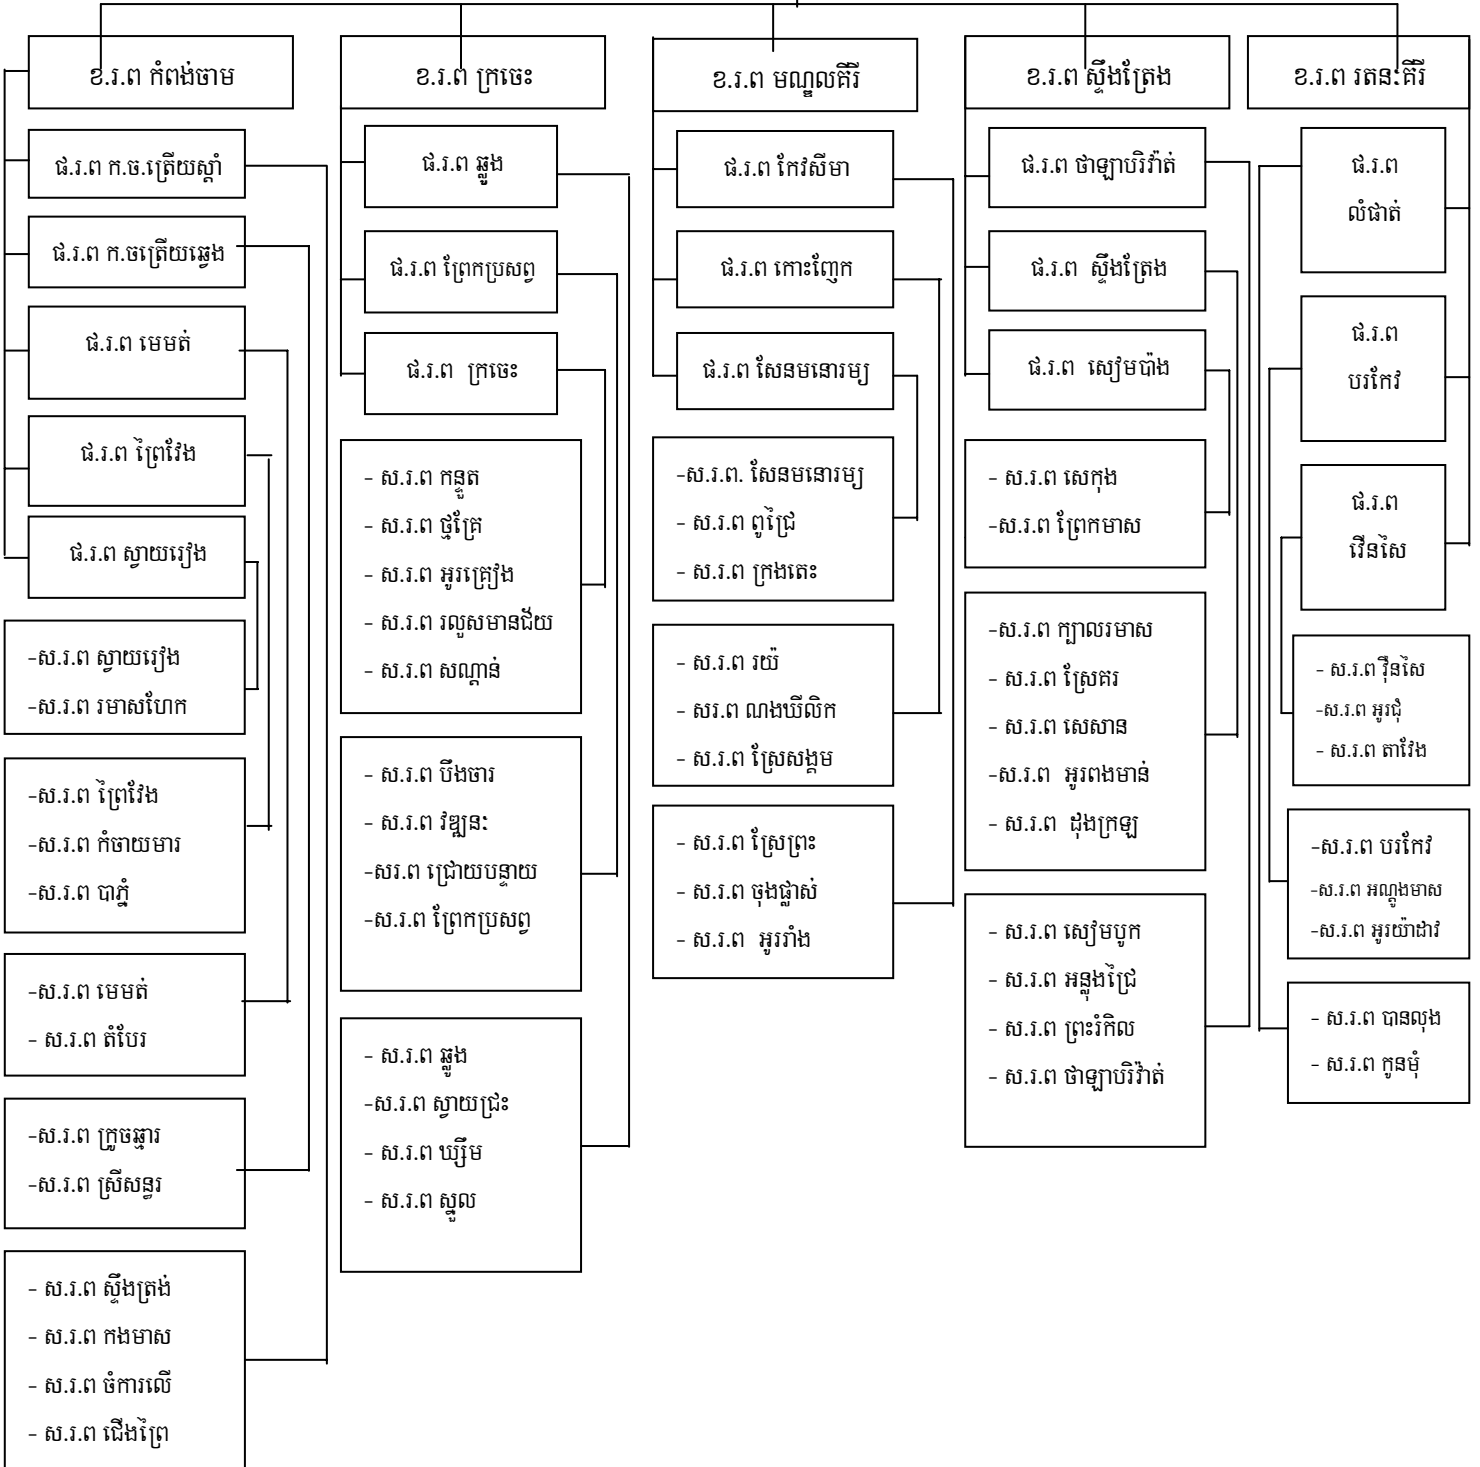 ខ.រ.ព កំពង់ចាម
ផ.រ.ព ក.ច.ត្រើយស្តាំ
ផ.រ.ព ក.ចត្រើយឆ្វេង
ផ.រ.ព មេមត់
ផ.រ.ព ព្រៃវែង
ផ.រ.ព ស្វាយរៀង
-ស.រ.ព ស្វាយរៀង
-ស.រ.ព រមាសហែក
-ស.រ.ព ព្រៃវែង
-ស.រ.ព កំចាយមារ
-ស.រ.ព បាភ្នំ
-ស.រ.ព មេមត់
- ស.រ.ព តំបែរ
-ស.រ.ព ក្រូចឆ្មារ
-ស.រ.ព ស្រីសន្ធរ
- ស.រ.ព ស្ទឹងត្រង់
- ស.រ.ព កងមាស
- ស.រ.ព ចំការលើ
- ស.រ.ព ជើងព្រៃ
ខ.រ.ព ក្រចេះ
ផ.រ.ព ឆ្លូង
ផ.រ.ព ព្រែកប្រសព្វ
ផ.រ.ព ក្រចេះ
- ស.រ.ព កន្ទួត
- ស.រ.ព ថ្មគ្រែ
- ស.រ.ព អូរគ្រៀង
- ស.រ.ព រលួសមានជ័យ
- ស.រ.ព សណ្តាន់
- ស.រ.ព បឹងចារ
- ស.រ.ព វឌ្ឍនៈ
-សរ.ព ជ្រោយបន្ទាយ
-ស.រ.ព ព្រែកប្រសព្វ
- ស.រ.ព ឆ្លូង
-ស.រ.ព ស្វាយជ្រះ
- ស.រ.ព ឃ្សឹម
- ស.រ.ព ស្នួល
ខ.រ.ព មណ្ឌលគីរី
ផ.រ.ព កែវសីមា
ផ.រ.ព កោះញែក
ផ.រ.ព សែនមនោរម្យ
-ស.រ.ព. សែនមនោរម្យ
- ស.រ.ព ពូជ្រៃ
- ស.រ.ព ក្រងតេះ
- ស.រ.ព រយ៉
- សរ.ព ណងឃីលិក
- ស.រ.ព ស្រែសង្គម
- ស.រ.ព ស្រែព្រះ
- ស.រ.ព ចុងផ្លាស់
- ស.រ.ព អូររាំង
ខ.រ.ព ស្ទឹងត្រែង
ផ.រ.ព ថាឡាបរិវ៉ាត់
ផ.រ.ព ស្ទឹងត្រែង
ផ.រ.ព សៀមប៉ាង
- ស.រ.ព សេកុង
-ស.រ.ព ព្រែកមាស
-ស.រ.ព ក្បាលរមាស
- ស.រ.ព ស្រែគរ
- ស.រ.ព សេសាន
-ស.រ.ព អូរពងមាន់
- ស.រ.ព ដុងក្រឡ
- ស.រ.ព សៀមបូក
- ស.រ.ព អន្លុងជ្រៃ
- ស.រ.ព ព្រះរំកិល
- ស.រ.ព ថាឡាបរិវ៉ាត់
ខ.រ.ព រតនៈគិរី
ផ.រ.ព
លំផាត់
ផ.រ.ព
បរកែវ
ផ.រ.ព
វើនសៃ
- ស.រ.ព វ៉ឺនសៃ
-ស.រ.ព អូរជុំ
- ស.រ.ព តាវែង
-ស.រ.ព បរកែវ
-ស.រ.ព អណ្តូងមាស
-ស.រ.ព អូរយ៉ាដាវ
- ស.រ.ព បានលុង
- ស.រ.ព កូនមុំ